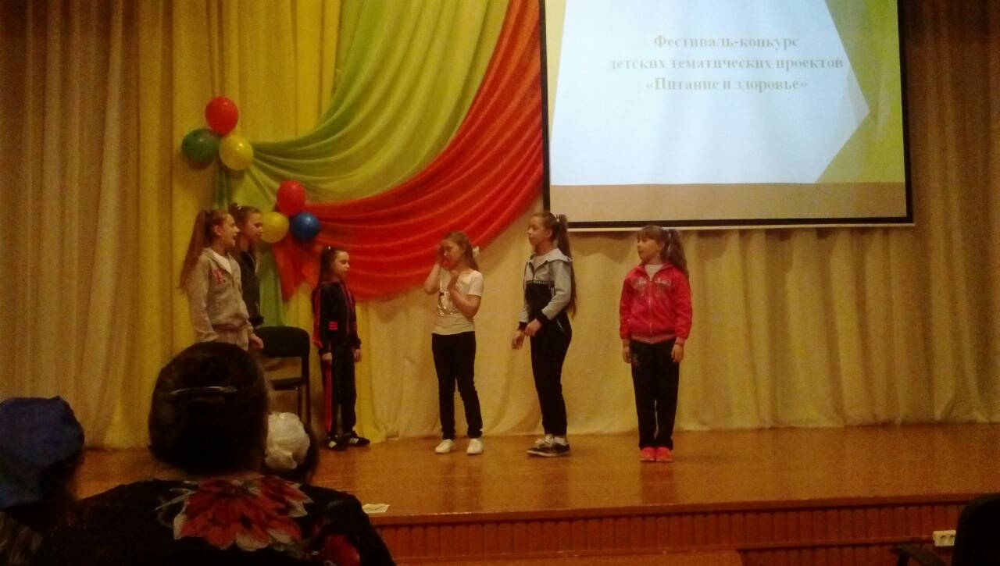 Фестиваль-конкурс
детских тематических проектов
«Питание и здоровье»